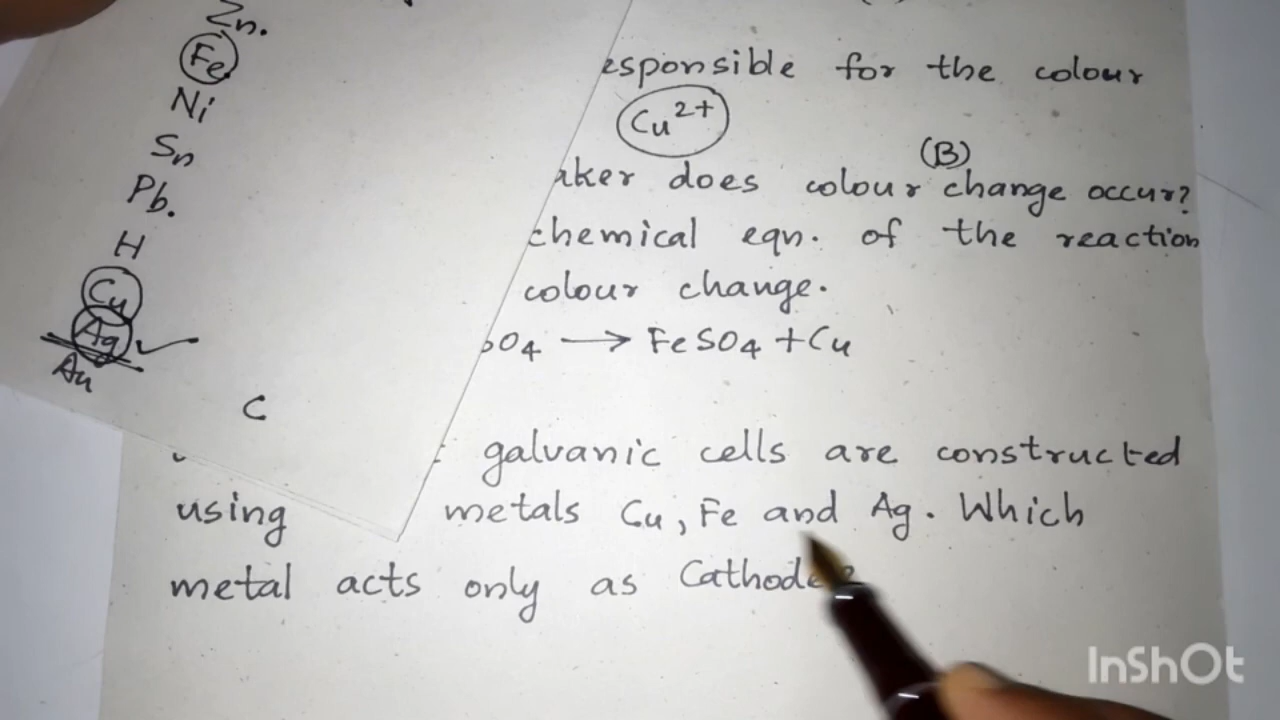 Zn.
Fe
Ni
Sn
Pb.
H
Cu
Ag
Au
C
esponsible for the colour
Cu2+
(B)
aker does colour change occur?
chemical eqn. of the reaction
colour change.
SO4 → FeSO4 + Cu
galvanic cells are constructed
using metals Cu, Fe and Ag. Which
metal acts only as Cathode?
InShOt